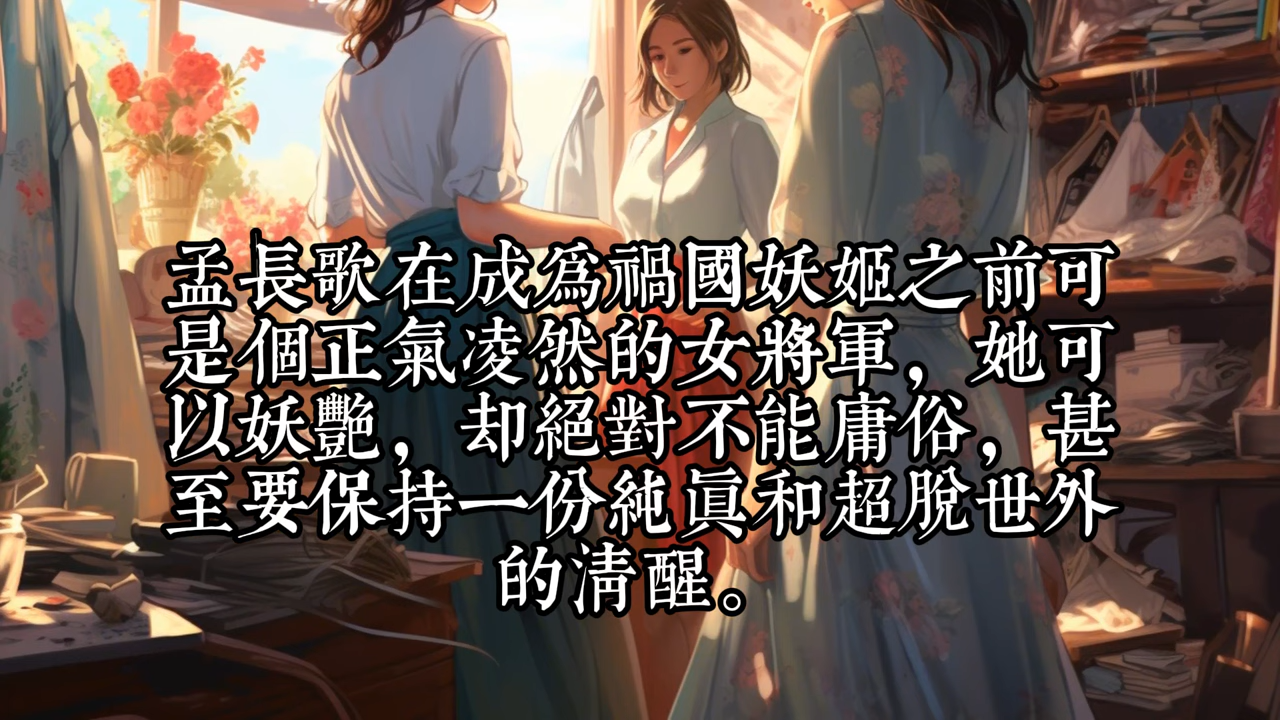 孟長歌在成爲禍國妖姬之前可
是個正氣凌然的女將軍，她可
以妖艷，却絕對不能庸俗，甚
至要保持一份純眞和超脫世外
的清醒。